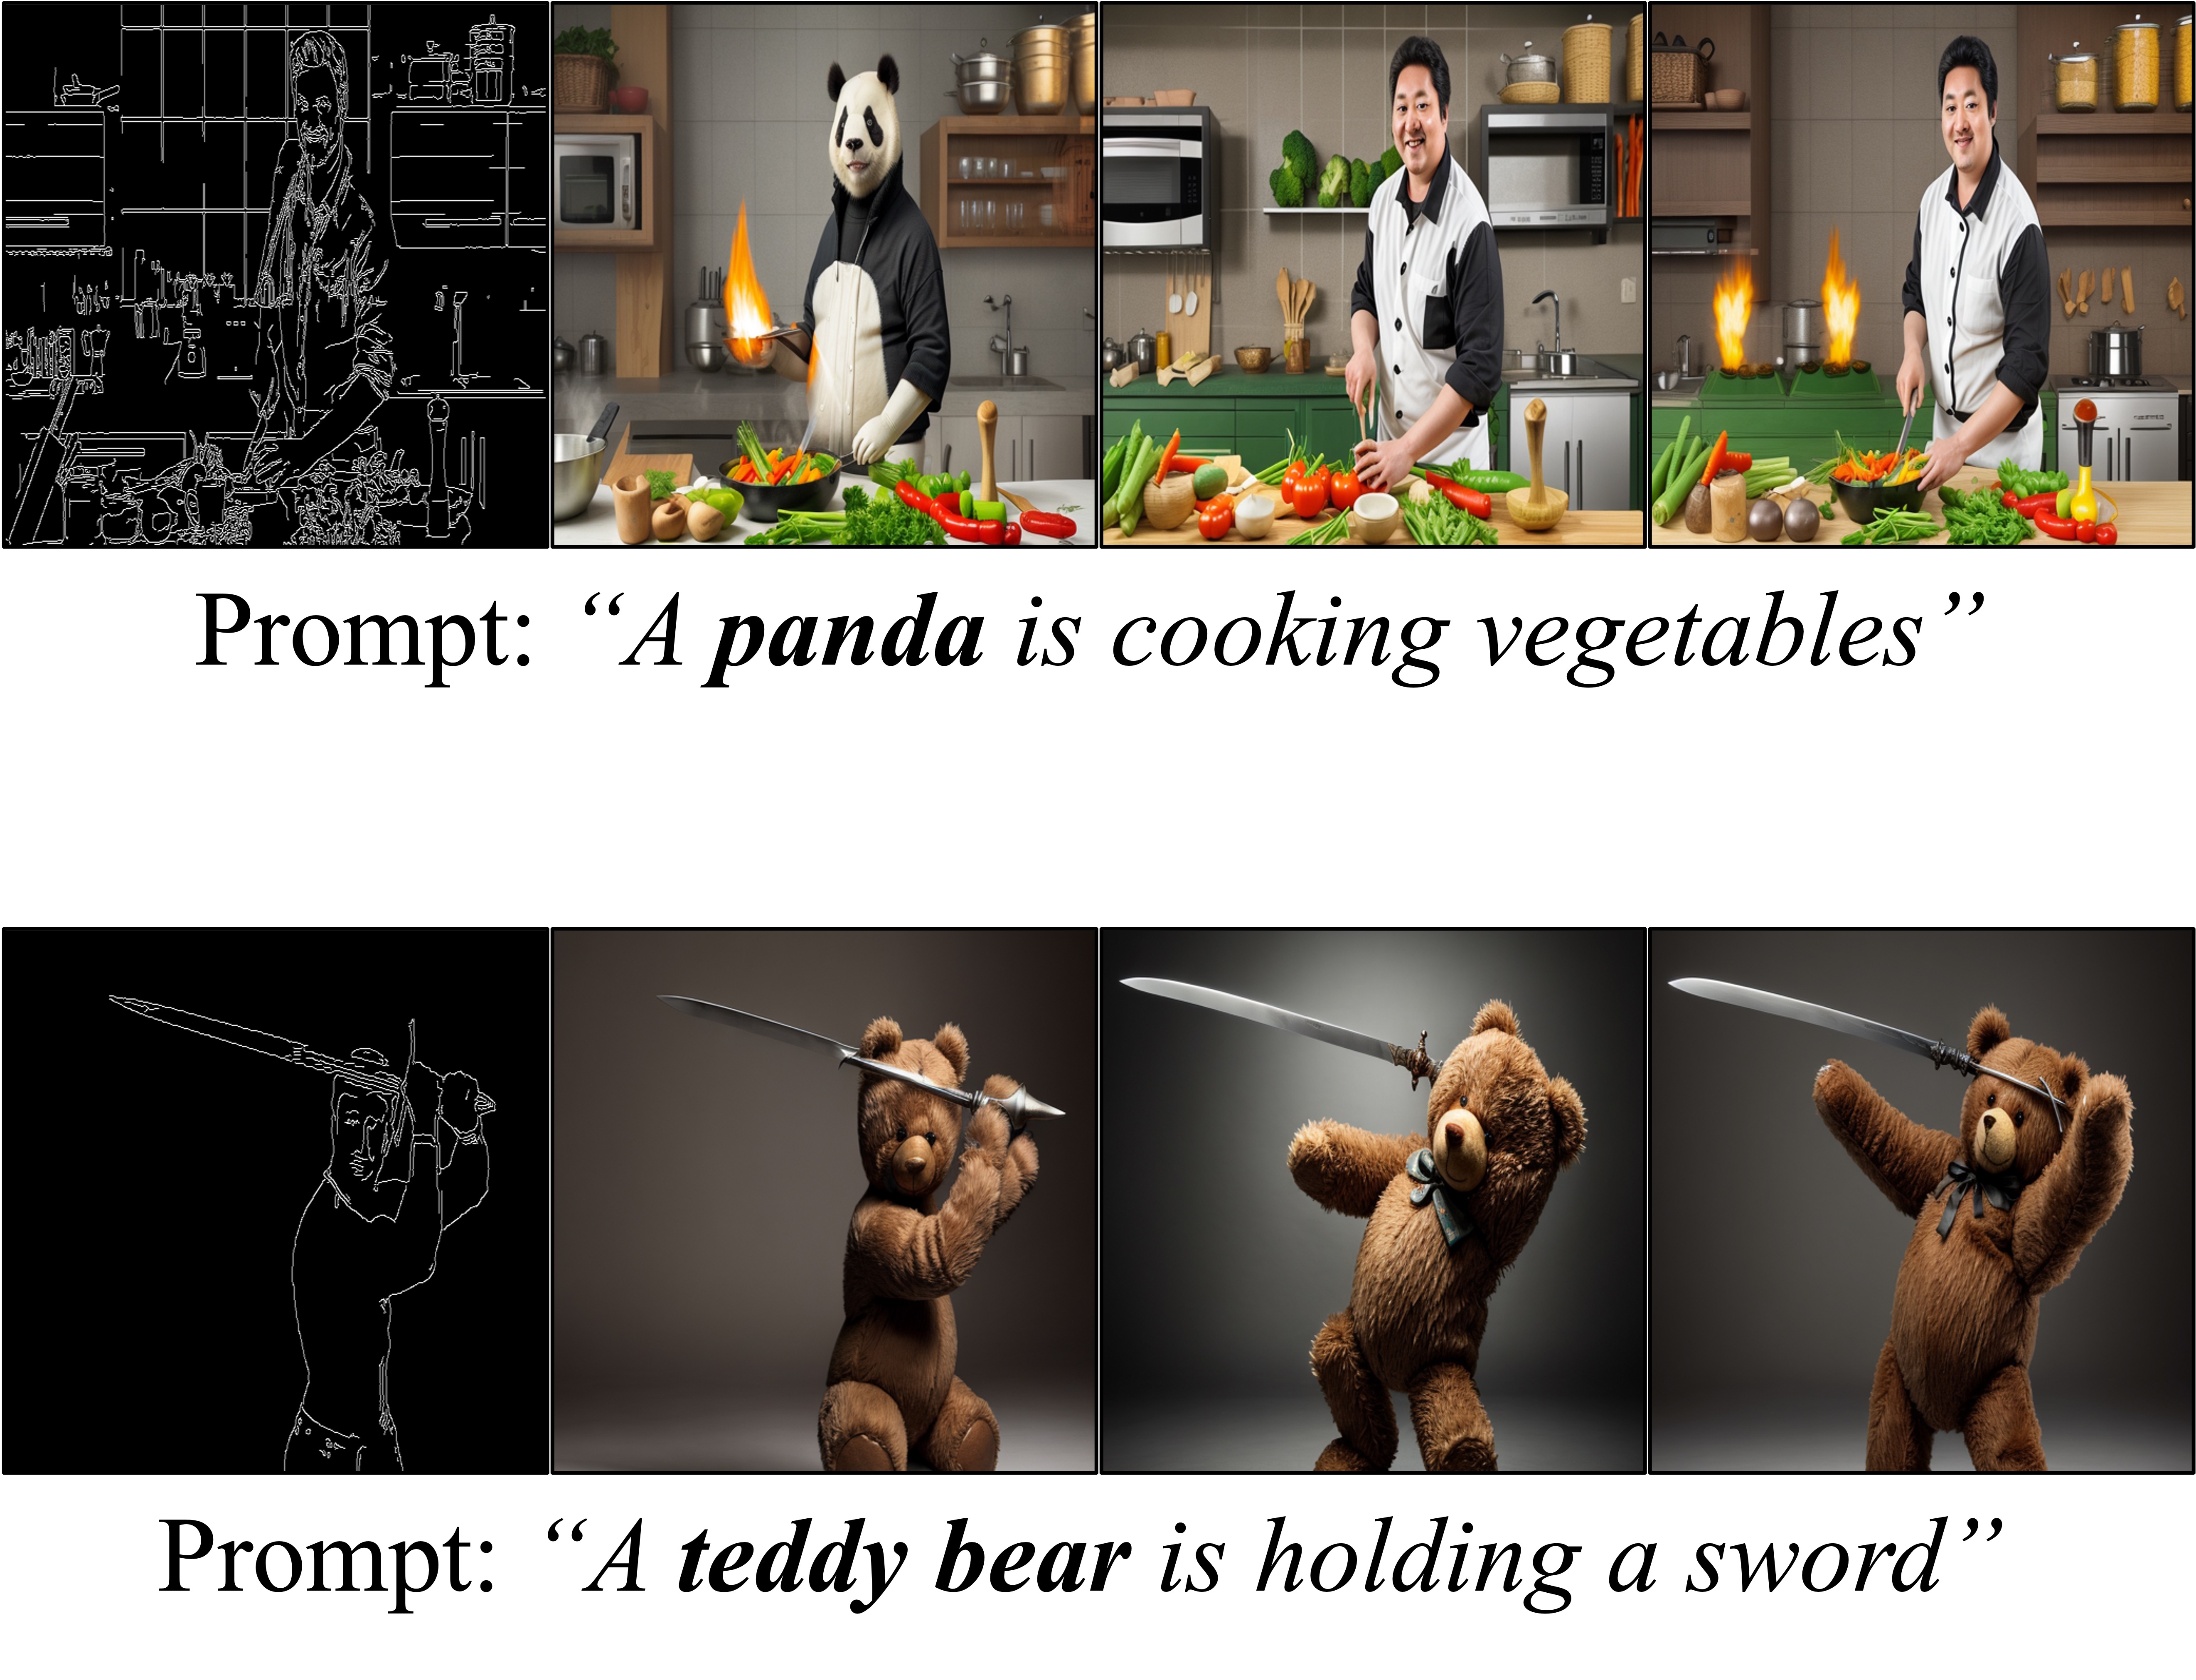 Prompt: “A panda is cooking vegetables”
Prompt: “A teddy bear is holding a sword”